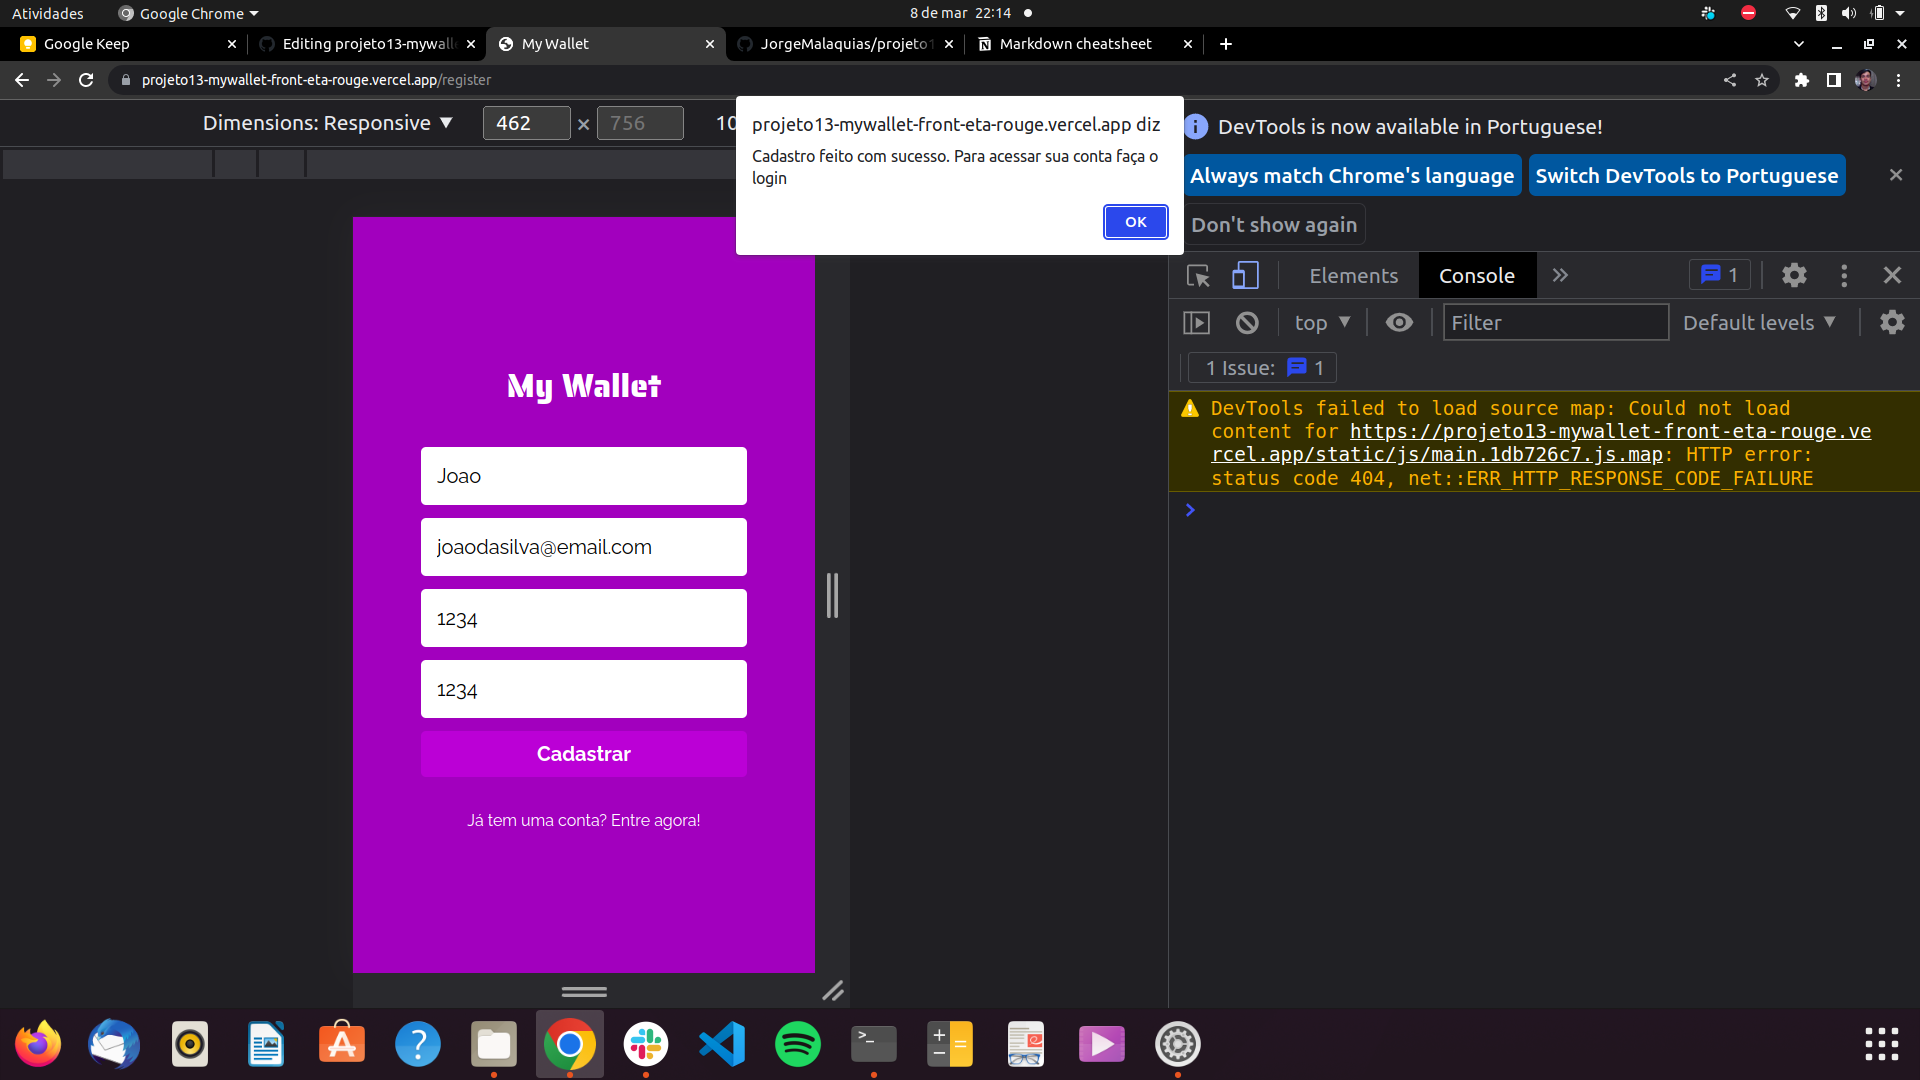 Atividades
Google Chrome
8 de mar 22:14
Google Keep
Editing projeto13-mywalle
My Wallet
JorgeMalaquias/projeto1
Markdown cheatsheet
projeto13-mywallet-front-eta-rouge.vercel.app/register
Dimensions: Responsive
462 × 756
10
projeto13-mywallet-front-eta-rouge.vercel.app diz
Cadastro feito com sucesso. Para acessar sua conta faça o
login
OK
DevTools is now available in Portuguese!
Always match Chrome's language
Switch DevTools to Portuguese
Don't show again
Elements
Console
1
top
Filter
Default levels
1 Issue: 1
DevTools failed to load source map: Could not load
content for https://projeto13-mywallet-front-eta-rouge.ve
rcel.app/static/js/main.1db726c7.js.map: HTTP error:
status code 404, net::ERR_HTTP_RESPONSE_CODE_FAILURE
My Wallet
Joao
joaodasilva@email.com
1234
1234
Cadastrar
Já tem uma conta? Entre agora!